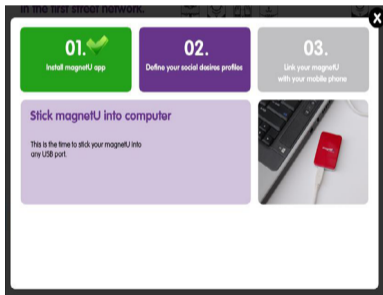 in the first street network.
01.
Install magnetU app
02.
Define your social desires profiles
03.
Link your magnetU
with your mobile phone
Stick magnetU into computer
This is the time to stick your magnetU into
any USB port.
X